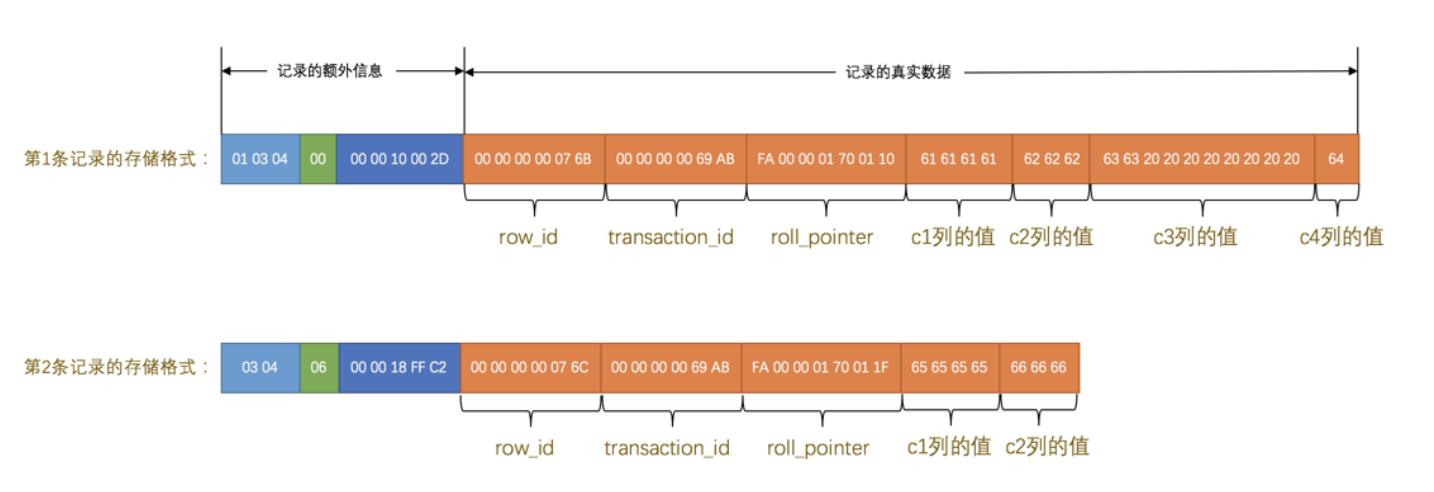 记录的额外信息 记录的真实数据
第1条记录的存储格式： 01 03 04 00 00 00 10 00 2D 00 00 00 00 07 6B 00 00 00 00 69 AB FA 00 00 01 70 01 10 61 61 61 61 62 62 62 63 63 20 20 20 20 20 20 20 20 64
row_id transaction_id roll_pointer c1列的值 c2列的值 c3列的值 c4列的值
第2条记录的存储格式： 03 04 06 00 00 18 FF C2 00 00 00 00 07 6C 00 00 00 00 69 AB FA 00 00 01 70 01 1F 65 65 65 65 66 66 66
row_id transaction_id roll_pointer c1列的值 c2列的值